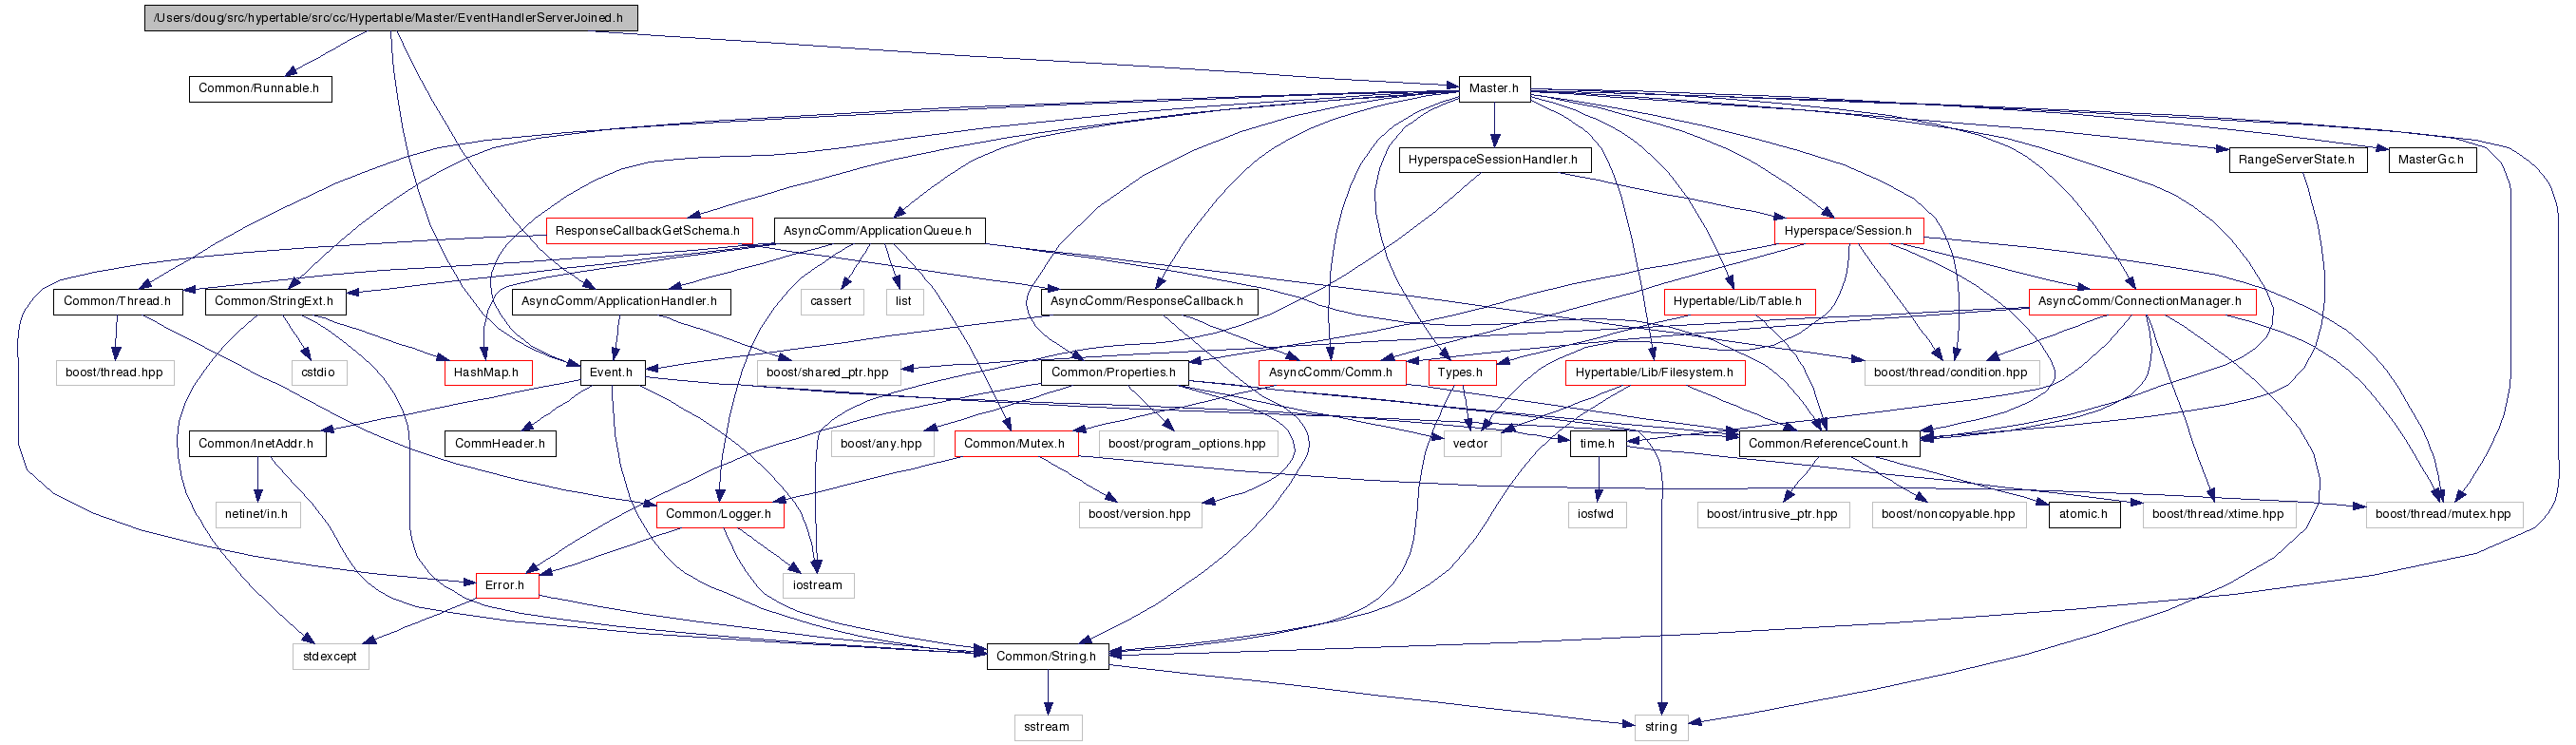 /Users/doug/src/hypertable/src/cc/Hypertable/Master/EventHandlerServerJoined.h
Common/Runnable.h
Master.h
HyperspaceSessionHandler.h
RangeServerState.h
MasterGc.h
ResponseCallbackGetSchema.h
AsyncComm/ApplicationQueue.h
Hyperspace/Session.h
Common/Thread.h
Common/StringExt.h
AsyncComm/ApplicationHandler.h
cassert
list
AsyncComm/ResponseCallback.h
Hypertable/Lib/Table.h
AsyncComm/ConnectionManager.h
boost/thread.hpp
cstdio
HashMap.h
Event.h
boost/shared_ptr.hpp
Common/Properties.h
AsyncComm/Comm.h
Types.h
Hypertable/Lib/Filesystem.h
boost/thread/condition.hpp
Common/InetAddr.h
CommHeader.h
boost/any.hpp
Common/Mutex.h
boost/program_options.hpp
vector
time.h
Common/ReferenceCount.h
netinet/in.h
Common/Logger.h
boost/version.hpp
iosfwd
boost/intrusive_ptr.hpp
boost/noncopyable.hpp
atomic.h
boost/thread/xtime.hpp
boost/thread/mutex.hpp
Error.h
iostream
stdexcept
Common/String.h
sstream
string